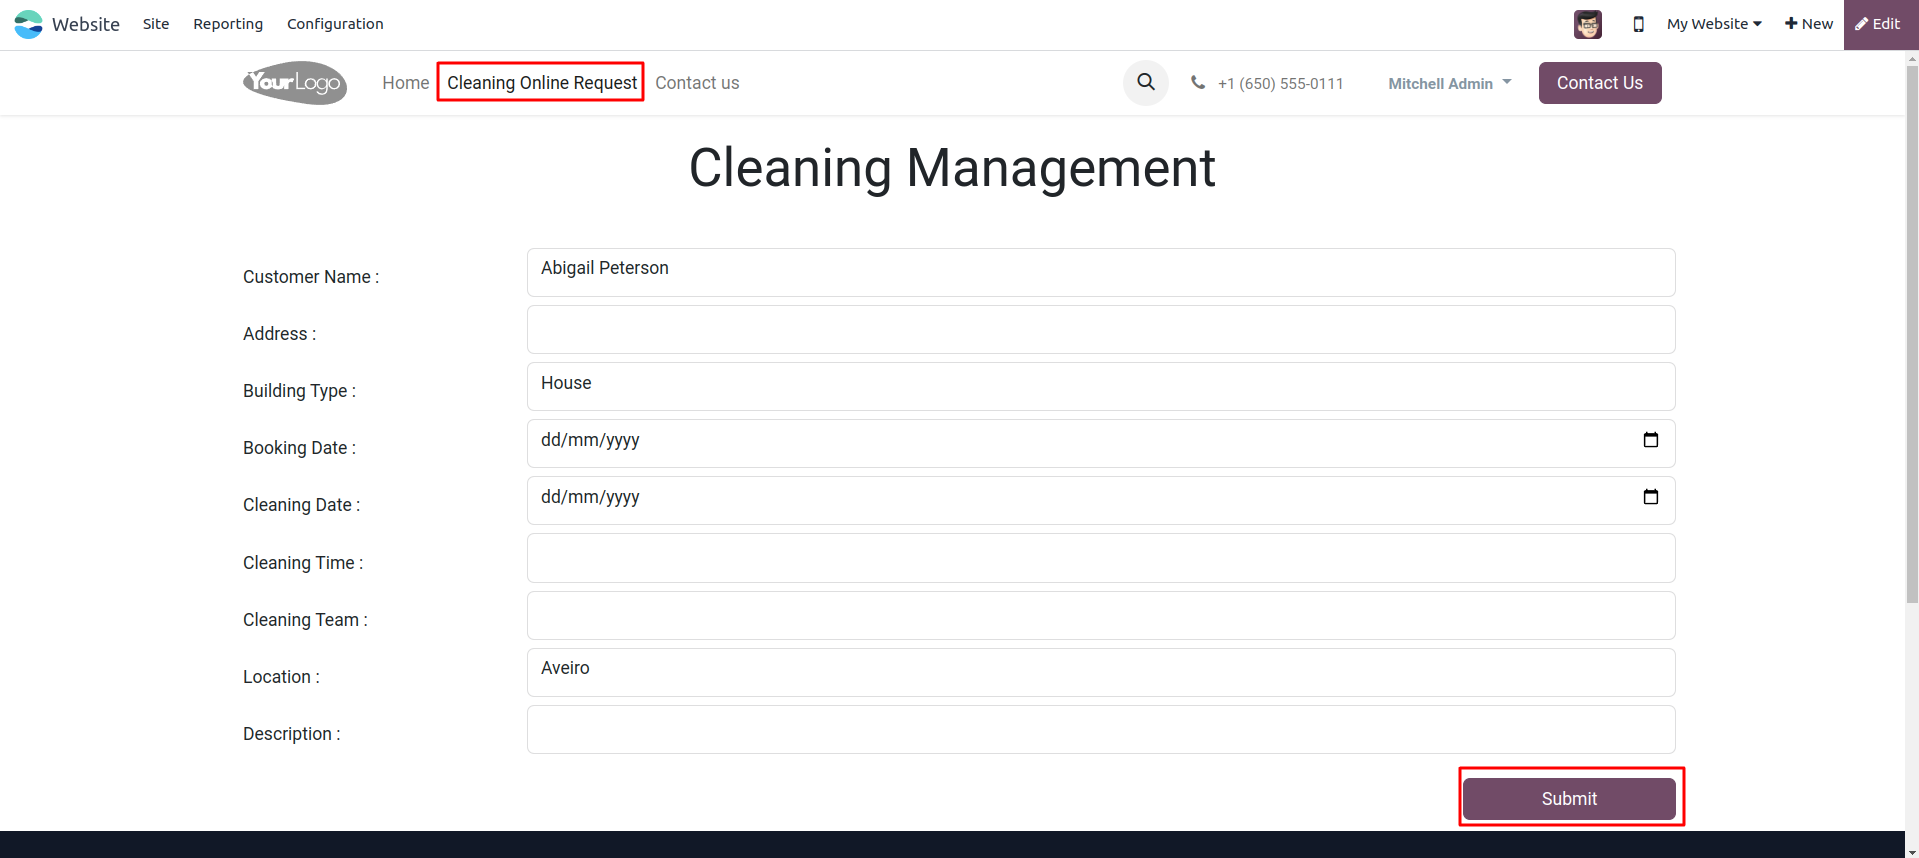 Website Site Reporting Configuration My Website New Edit
YourLogo Home Cleaning Online Request Contact us +1 (650) 555-0111 Mitchell Admin Contact Us
Cleaning Management
Customer Name : Abigail Peterson
Address :
Building Type : House
Booking Date : dd/mm/yyyy
Cleaning Date : dd/mm/yyyy
Cleaning Time :
Cleaning Team :
Location : Aveiro
Description :
Submit